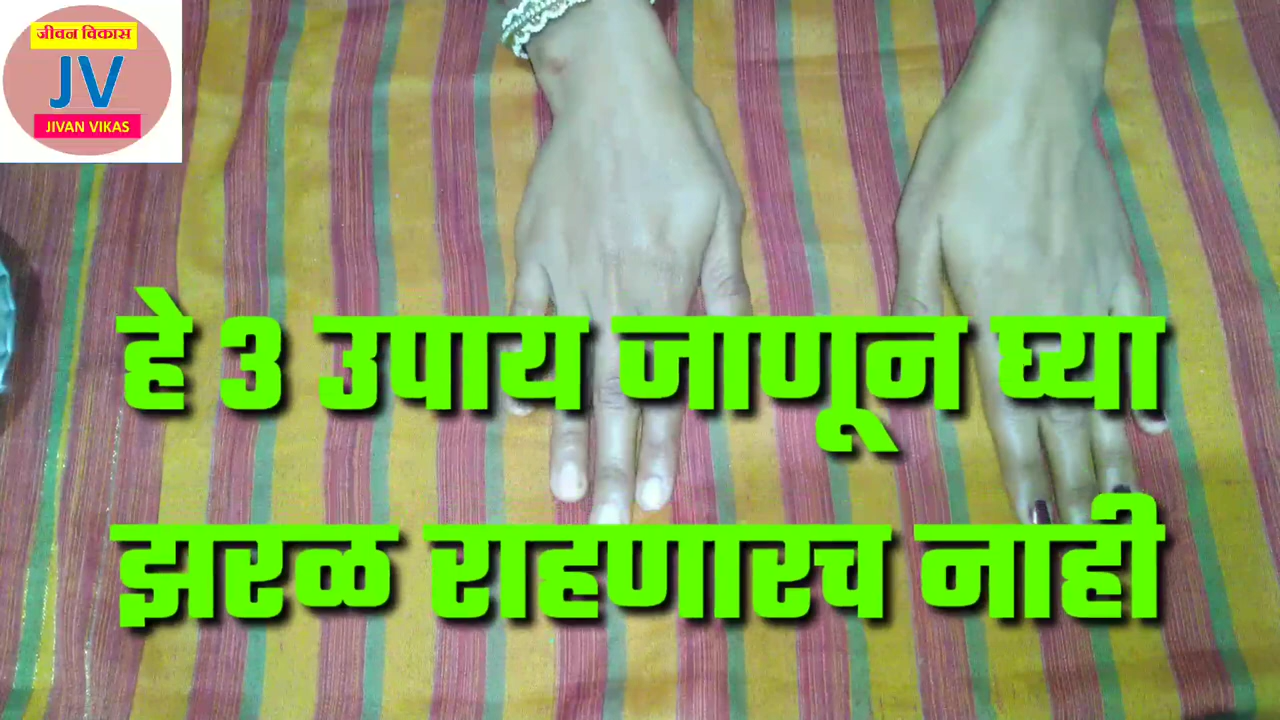 जीवन विकास
JV
JIVAN VIKAS
हे 3 उपाय जाणून घ्या
झरळ राहणारच नाही